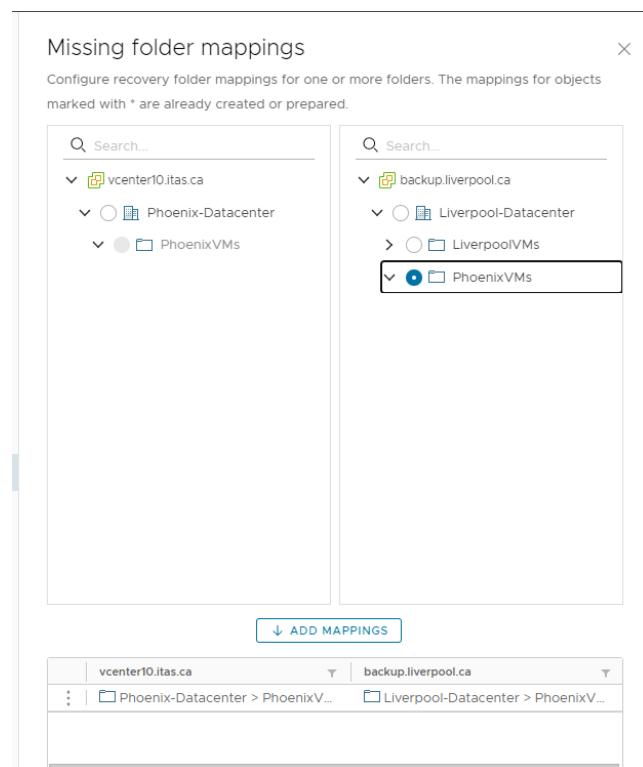 Missing folder mappings
Configure recovery folder mappings for one or more folders. The mappings for objects
marked with * are already created or prepared.
Search...
vcenter10.itas.ca
Phoenix-Datacenter
PhoenixVMs
Search...
backup.liverpool.ca
Liverpool-Datacenter
LiverpoolVMs
PhoenixVMs
ADD MAPPINGS
vcenter10.itas.ca backup.liverpool.ca
Phoenix-Datacenter > PhoenixV... Liverpool-Datacenter > PhoenixV...